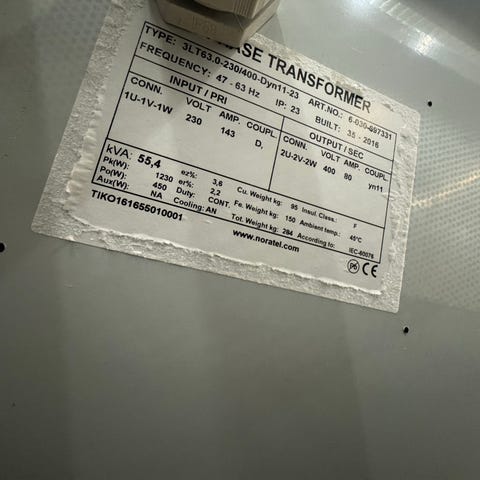 ASE TRANSFORMER
TYPE: 3LT63.0-230/400-Dyn11-23 ART.NO.: 6-030-997331
FREQUENCY: 47 - 63 Hz IP: 23 BUILT: 35 - 2016
INPUT / PRI OUTPUT / SEC
CONN. VOLT AMP. COUPL. CONN. VOLT AMP. COUPL.
1U-1V-1W 230 143 D, 2U-2V-2W 400 80 yn11
kVA: 55,4
Pk(W): 1230 ez%: 3,6 Cu. Weight kg: 95 Insul. Class.: F
Po(W): 450 er%: 2,2 Fe. Weight kg: 150 Ambient temp.: 45°C
Aux(W): NA Duty: CONT. Tot. Weight kg: 284 According to: IEC-60076
Cooling: AN
TIKO161655010001
www.noratel.com
CE